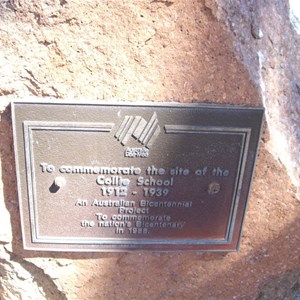 To commemorate the site of the
Collie School
1912 - 1939
An Australian Bicentennial
Project
To commemorate
the nation's Bicentenary
in 1988.